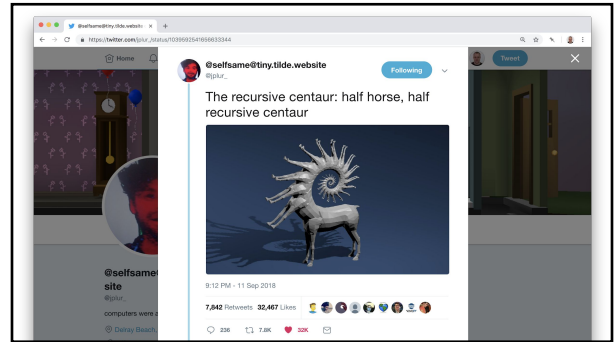 @selfsame@tiny.tilde.website
https://twitter.com/jplur_/status/1039592541656633344
Home
Tweet
@selfsame@tiny.tilde.website
@jplur_
Following
The recursive centaur: half horse, half
recursive centaur
9:12 PM - 11 Sep 2018
7,842 Retweets 32,467 Likes
236 7.8K 32K
@selfsame
site
@jplur_
computers were a
Delray Beach,